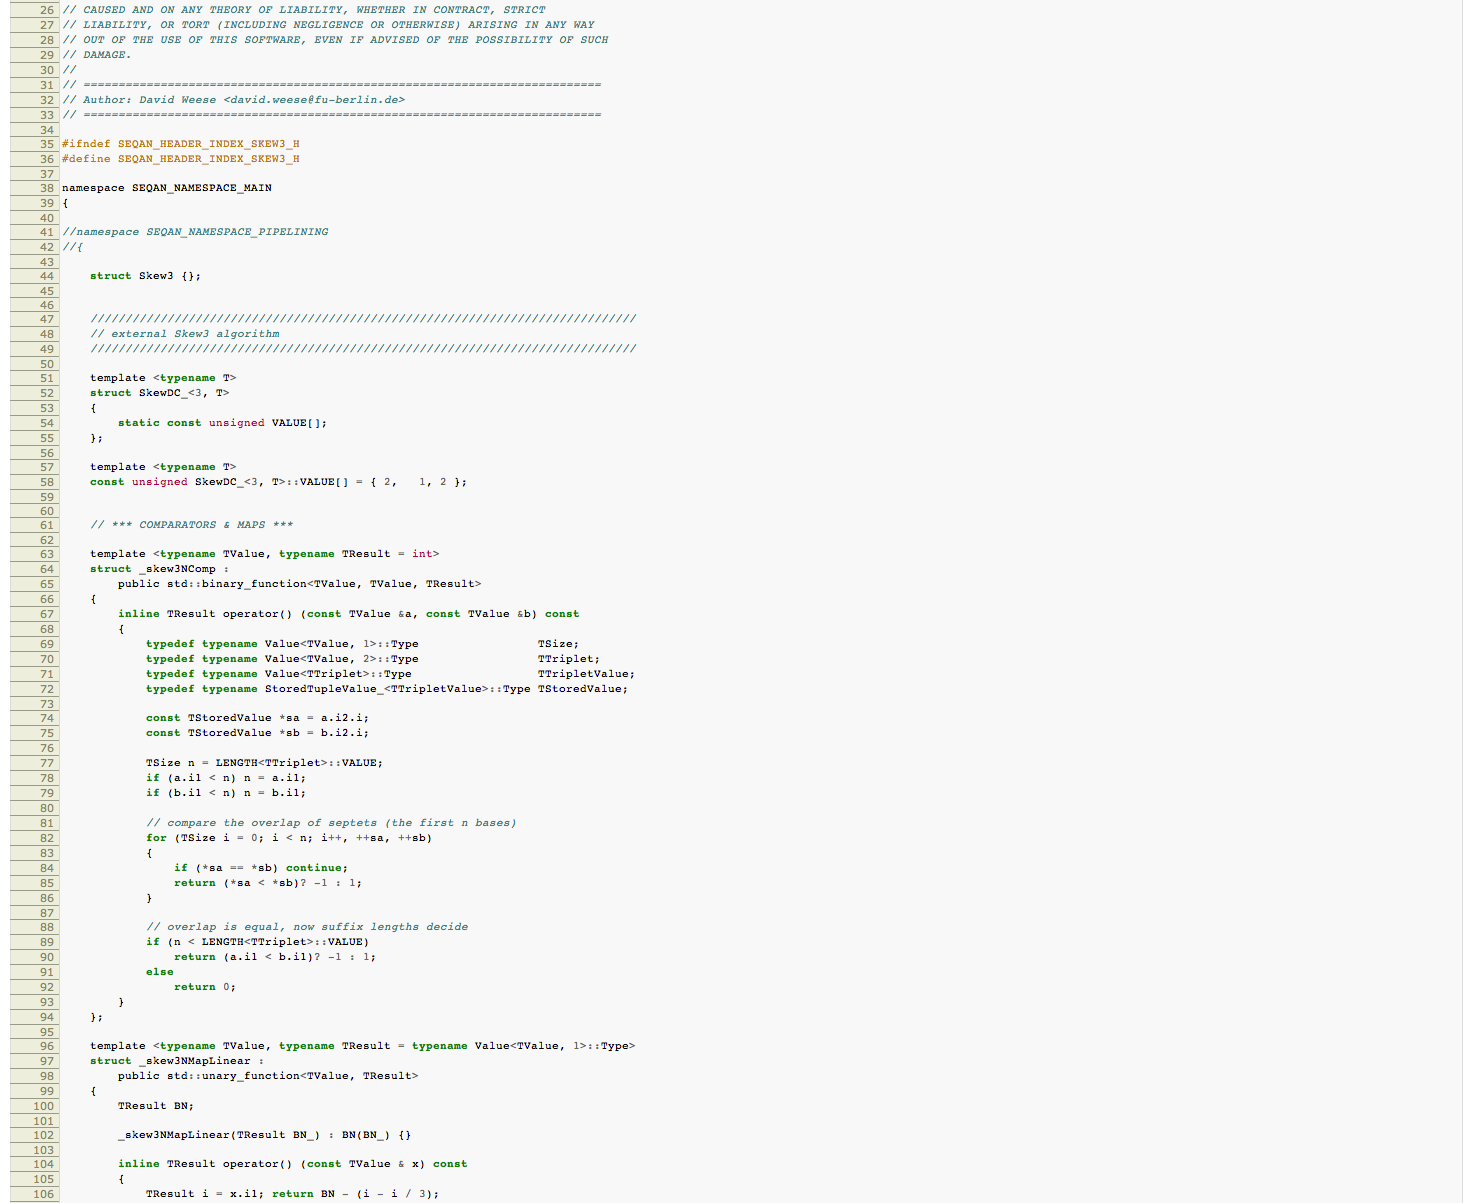 26 // CAUSED AND ON ANY THEORY OF LIABILITY, WHETHER IN CONTRACT, STRICT
27 // LIABILITY, OR TORT (INCLUDING NEGLIGENCE OR OTHERWISE) ARISING IN ANY WAY
28 // OUT OF THE USE OF THIS SOFTWARE, EVEN IF ADVISED OF THE POSSIBILITY OF SUCH
29 // DAMAGE.
30 //
31 // ==========================================================================
32 // Author: David Weese <david.weese@fu-berlin.de>
33 // ==========================================================================
34
35 #ifndef SEQAN_HEADER_INDEX_SKEW3_H
36 #define SEQAN_HEADER_INDEX_SKEW3_H
37
38 namespace SEQAN_NAMESPACE_MAIN
39 {
40
41 //namespace SEQAN_NAMESPACE_PIPELINING
42 //{
43
44     struct Skew3 {};
45
46
47     //////////////////////////////////////////////////////////////////////////////
48     // external Skew3 algorithm
49     //////////////////////////////////////////////////////////////////////////////
50
51     template <typename T>
52     struct SkewDC_<3, T>
53     {
54         static const unsigned VALUE[];
55     };
56
57     template <typename T>
58     const unsigned SkewDC_<3, T>::VALUE[] = { 2,   1, 2 };
59
60
61     // *** COMPARATORS & MAPS ***
62
63     template <typename TValue, typename TResult = int>
64     struct _skew3NComp :
65         public std::binary_function<TValue, TValue, TResult>
66     {
67         inline TResult operator() (const TValue &a, const TValue &b) const
68         {
69             typedef typename Value<TValue, 1>::Type                 TSize;
70             typedef typename Value<TValue, 2>::Type                 TTriplet;
71             typedef typename Value<TTriplet>::Type                  TTripletValue;
72             typedef typename StoredTupleValue_<TTripletValue>::Type TStoredValue;
73
74             const TStoredValue *sa = a.i2.i;
75             const TStoredValue *sb = b.i2.i;
76
77             TSize n = LENGTH<TTriplet>::VALUE;
78             if (a.i1 < n) n = a.i1;
79             if (b.i1 < n) n = b.i1;
80
81             // compare the overlap of septets (the first n bases)
82             for (TSize i = 0; i < n; i++, ++sa, ++sb)
83             {
84                 if (*sa == *sb) continue;
85                 return (*sa < *sb)? -1 : 1;
86             }
87
88             // overlap is equal, now suffix lengths decide
89             if (n < LENGTH<TTriplet>::VALUE)
90                 return (a.i1 < b.i1)? -1 : 1;
91             else
92                 return 0;
93         }
94     };
95
96     template <typename TValue, typename TResult = typename Value<TValue, 1>::Type>
97     struct _skew3NMapLinear :
98         public std::unary_function<TValue, TResult>
99     {
100         TResult BN;
101
102         _skew3NMapLinear(TResult BN_) : BN(BN_) {}
103
104         inline TResult operator() (const TValue & x) const
105         {
106             TResult i = x.i1; return BN - (i - i / 3);